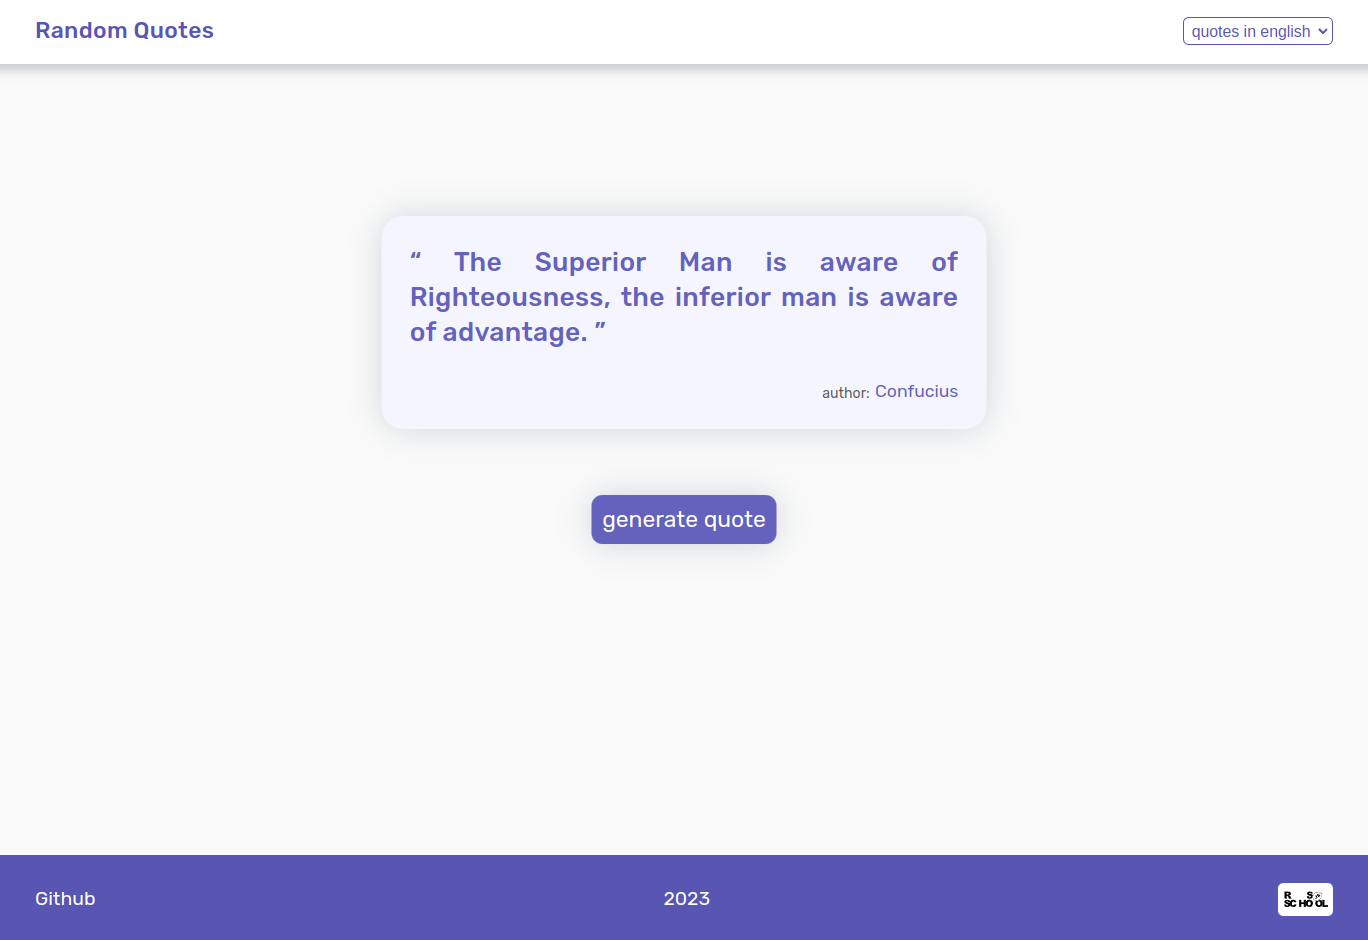 Random Quotes
quotes in english
“ The Superior Man is aware of
Righteousness, the inferior man is aware
of advantage. ”
author: Confucius
generate quote
Github
2023
RS
SCHOOL